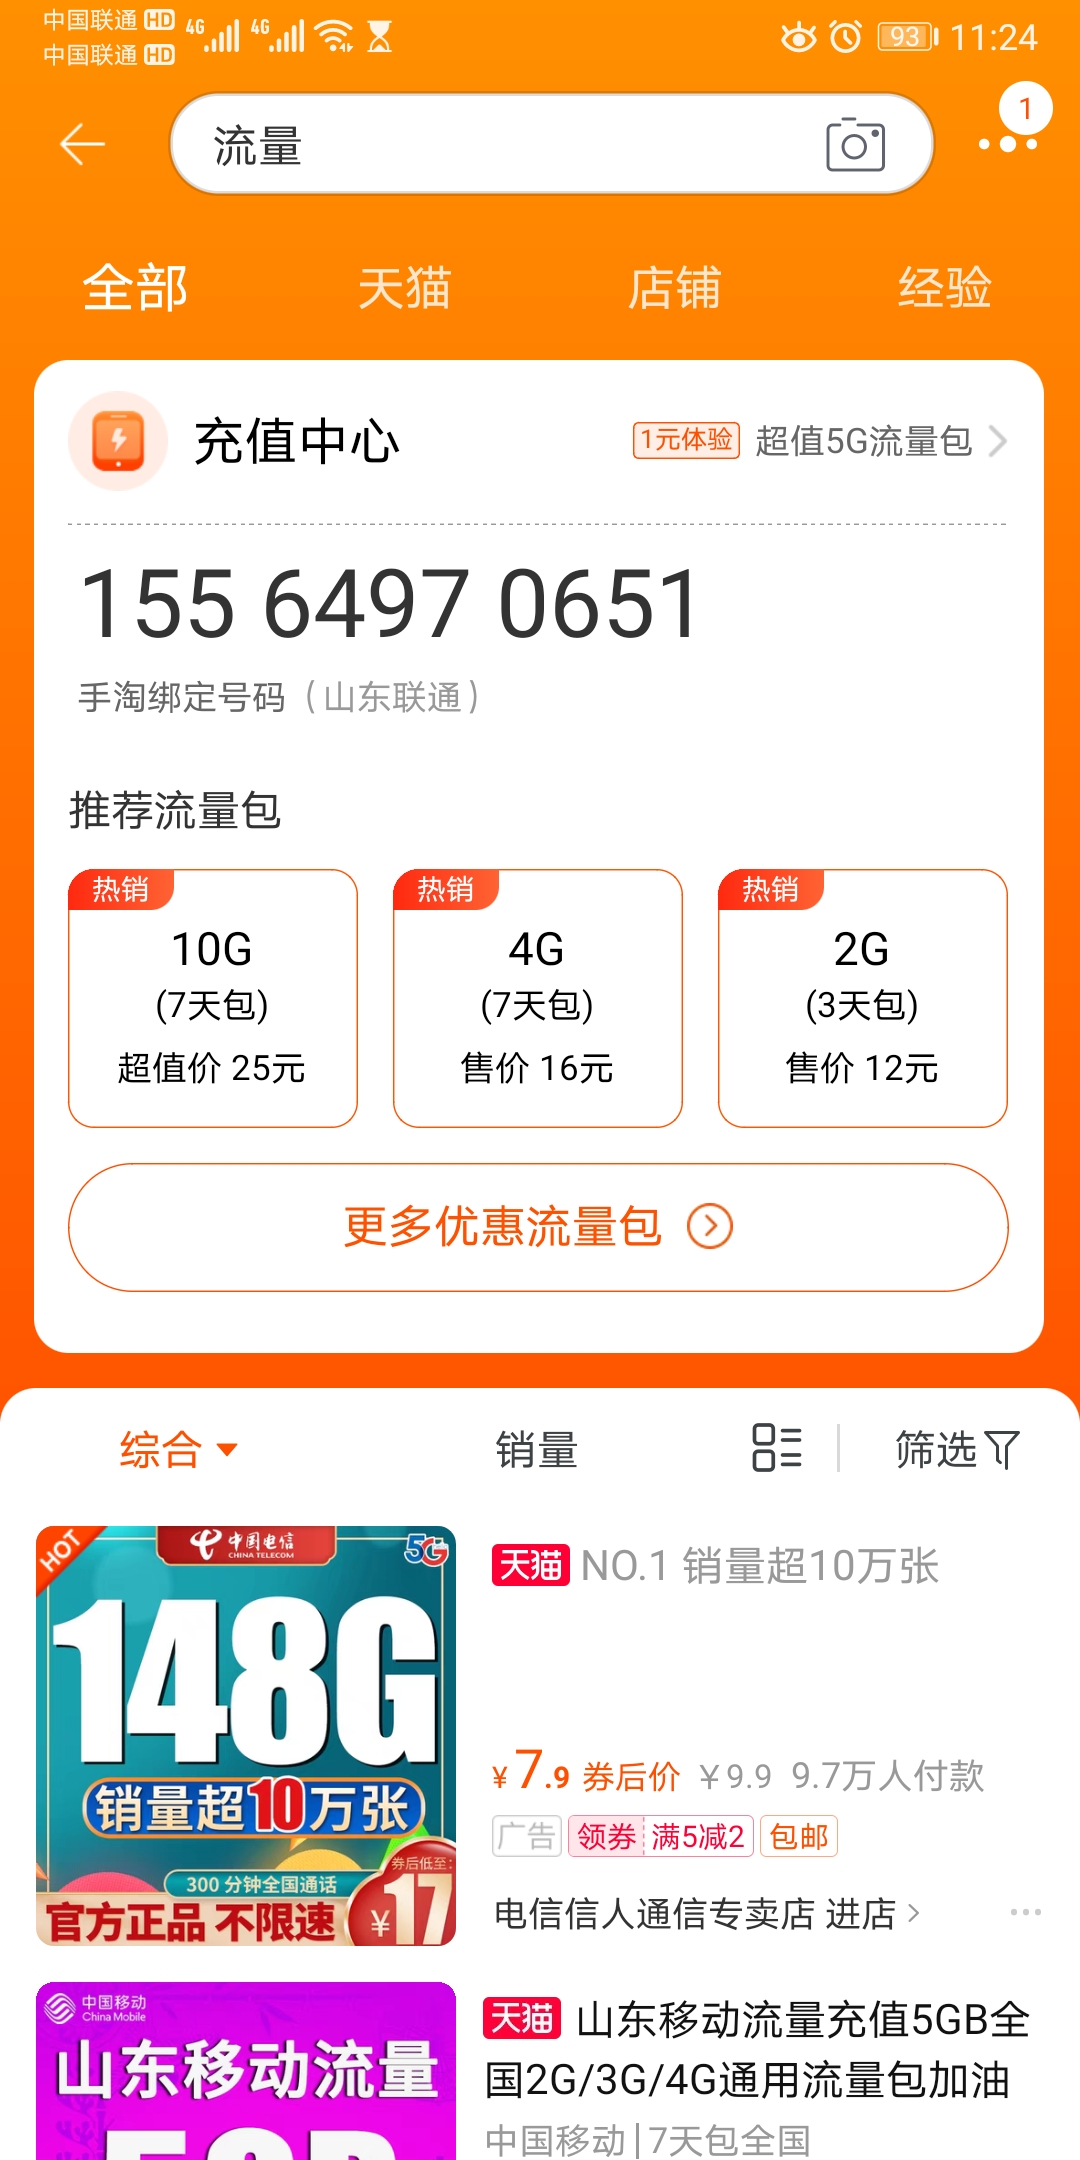 中国联通 HD 4G 4G 93 11:24
中国联通 HD
1
流量
全部 天猫 店铺 经验
充值中心 1元体验 超值5G流量包
155 6497 0651
手淘绑定号码（山东联通）
推荐流量包
热销 热销 热销
10G 4G 2G
(7天包) (7天包) (3天包)
超值价 25元 售价 16元 售价 12元
更多优惠流量包
综合 销量 筛选
HOT 中国电信 5G
CHINA TELECOM
148G
销量超10万张
券后低至:
300 分钟全国通话
官方正品 不限速 ¥17
天猫 NO.1 销量超10万张
¥7.9 券后价 ¥9.9 9.7万人付款
广告 领券 满5减2 包邮
电信信人通信专卖店 进店
中国移动
China Mobile
山东移动流量
天猫 山东移动流量充值5GB全
国2G/3G/4G通用流量包加油
中国移动|7天包全国